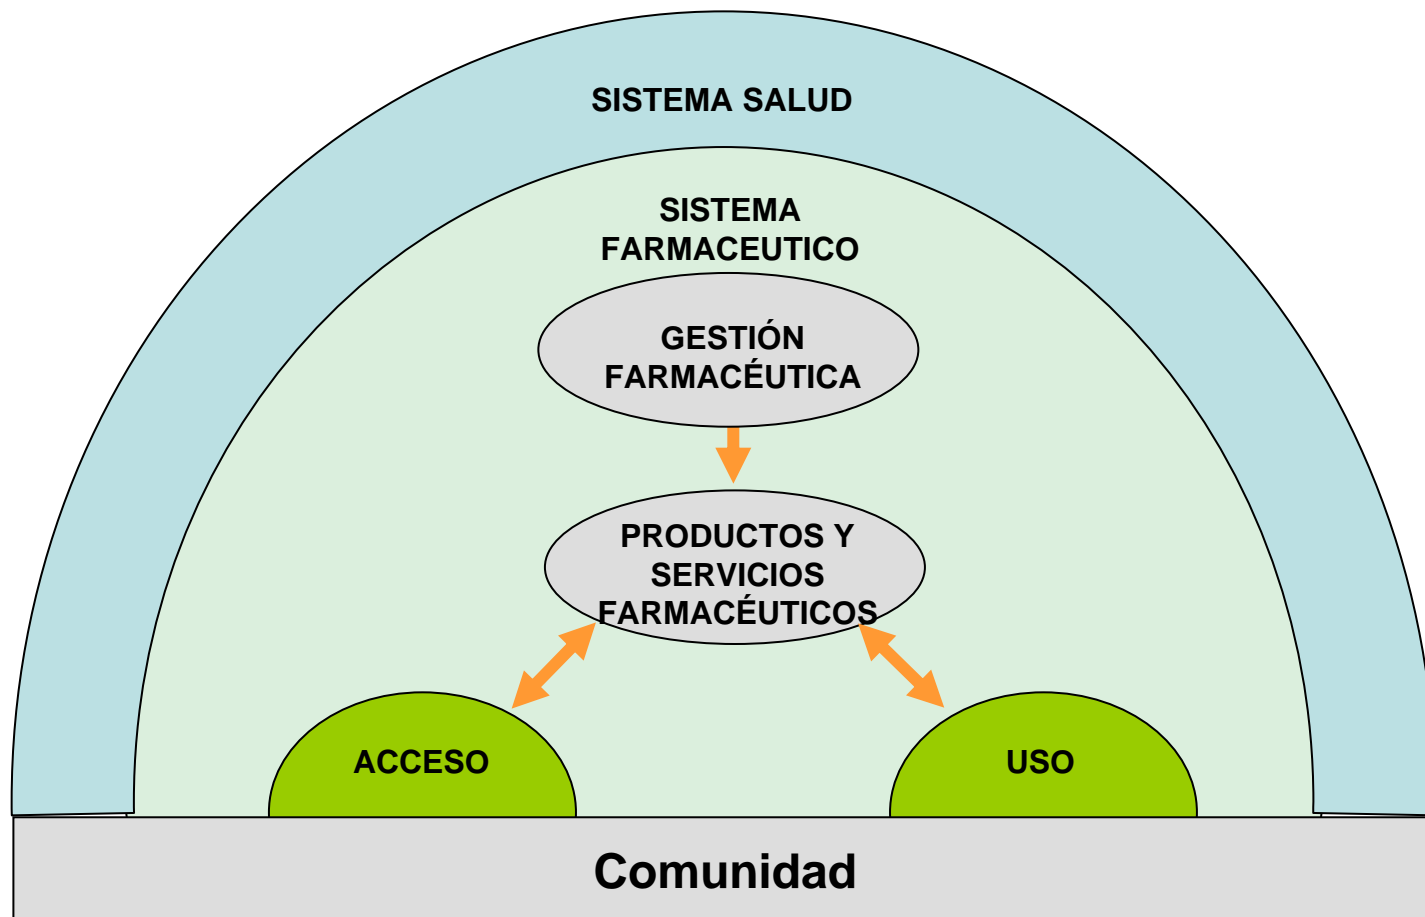 SISTEMA SALUD
SISTEMA
FARMACEUTICO
GESTIÓN
FARMACÉUTICA
PRODUCTOS Y
SERVICIOS
FARMACÉUTICOS
ACCESO
USO
Comunidad